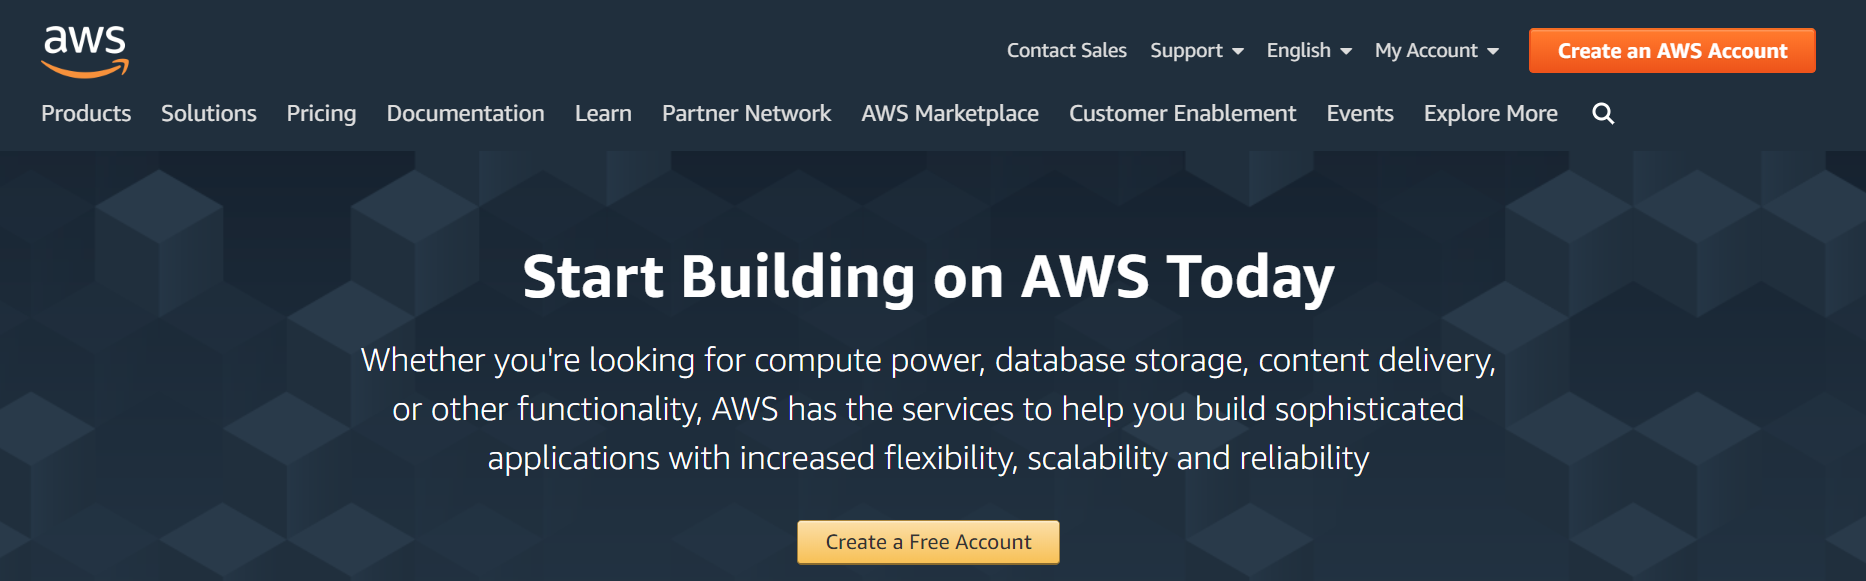 aws
Contact Sales Support English My Account Create an AWS Account
Products Solutions Pricing Documentation Learn Partner Network AWS Marketplace Customer Enablement Events Explore More
Start Building on AWS Today
Whether you're looking for compute power, database storage, content delivery,
or other functionality, AWS has the services to help you build sophisticated
applications with increased flexibility, scalability and reliability
Create a Free Account